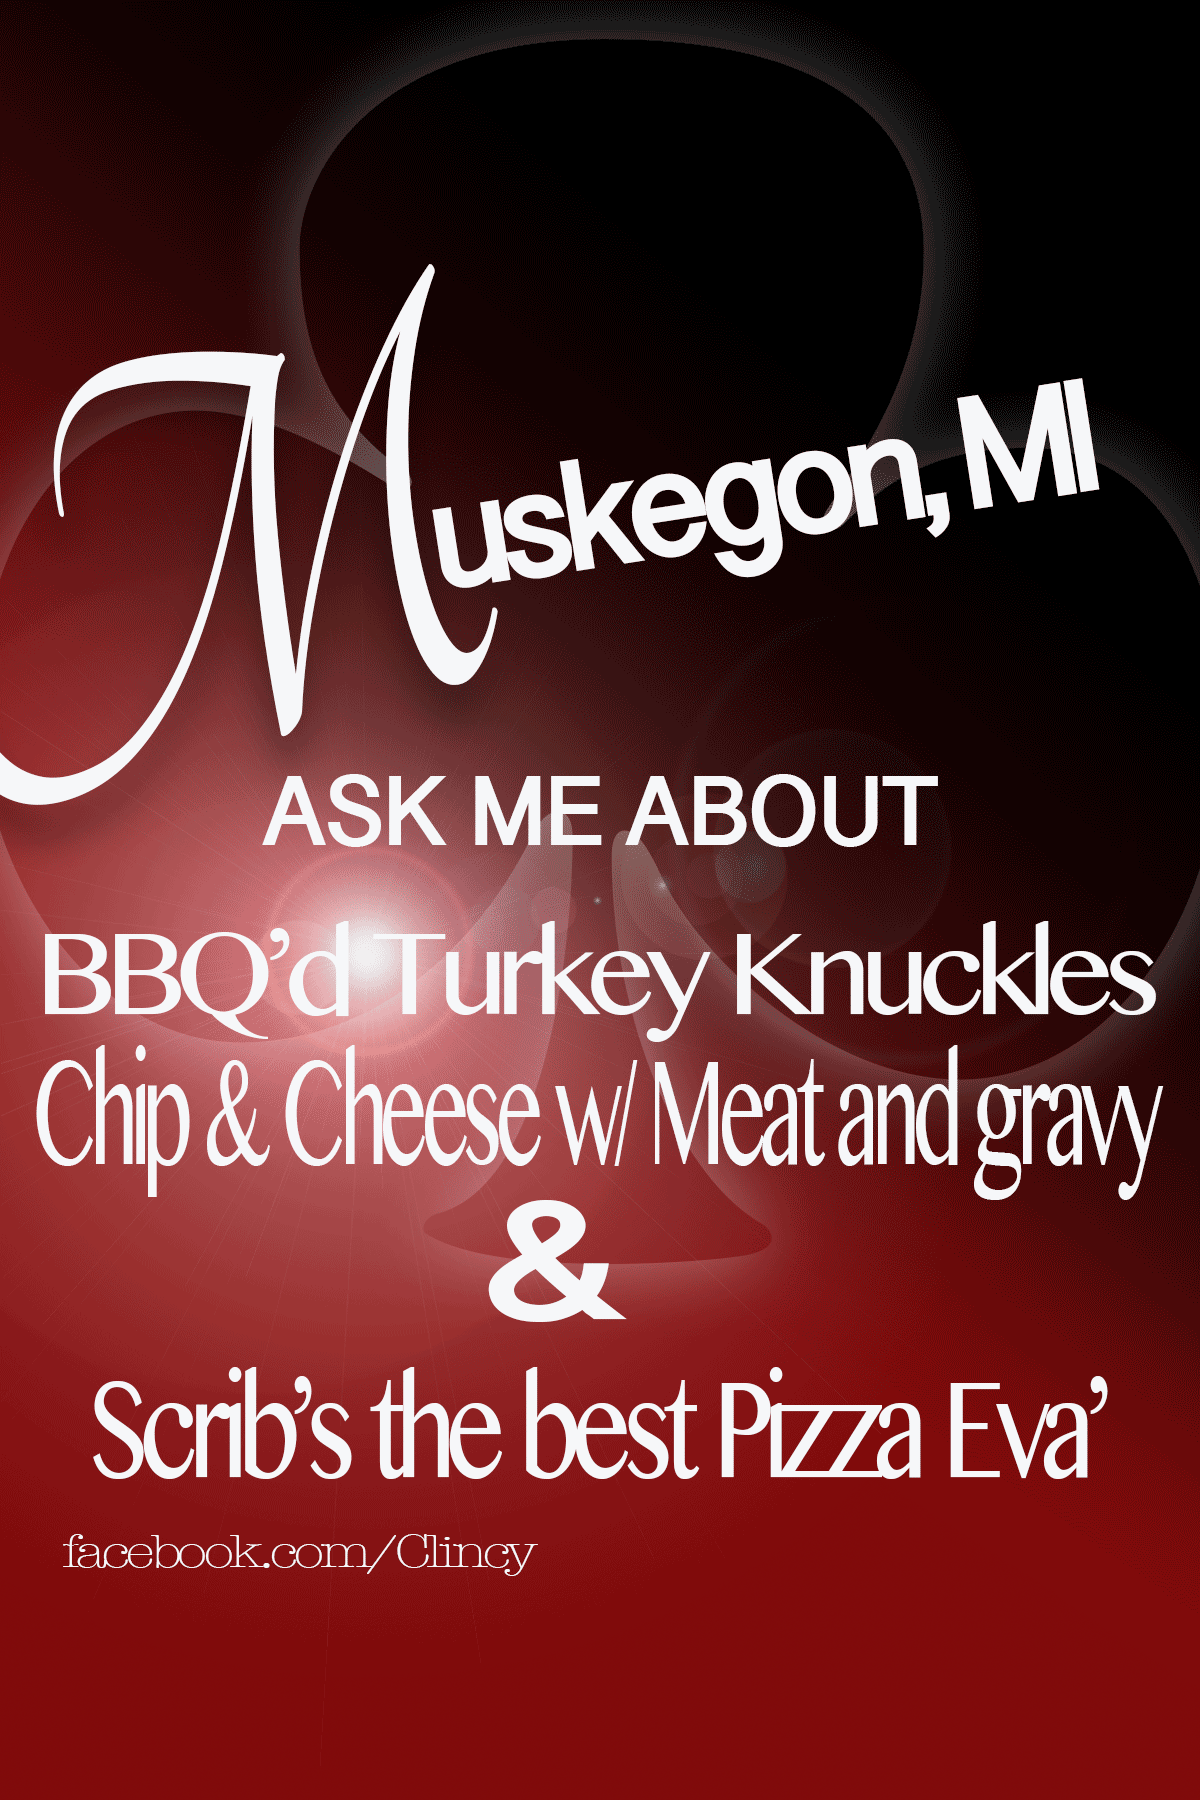 Muskegon, MI
ASK ME ABOUT
BBQ'd Turkey Knuckles
Chip & Cheese w/ Meat and gravy
&
Scrib's the best Pizza Eva'
facebook.com/Clincy